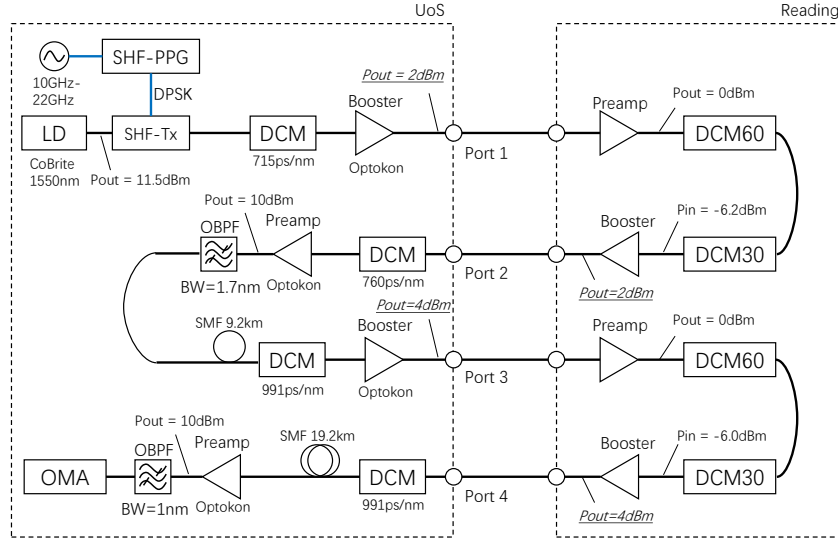 UoS
Reading
SHF-PPG
10GHz-
22GHz
DPSK
LD
SHF-Tx
DCM
Booster
Pout = 2dBm
Port 1
Preamp
Pout = 0dBm
DCM60
CoBrite
1550nm
Pout = 11.5dBm
715ps/nm
Optokon
Pout = 10dBm
OBPF
Preamp
BW=1.7nm
Optokon
DCM
760ps/nm
Port 2
Booster
Pin = -6.2dBm
DCM30
Pout=2dBm
SMF 9.2km
DCM
991ps/nm
Booster
Pout=4dBm
Optokon
Port 3
Preamp
Pout = 0dBm
DCM60
Pout = 10dBm
OBPF
Preamp
SMF 19.2km
OMA
BW=1nm
Optokon
DCM
991ps/nm
Port 4
Booster
Pin = -6.0dBm
DCM30
Pout=4dBm